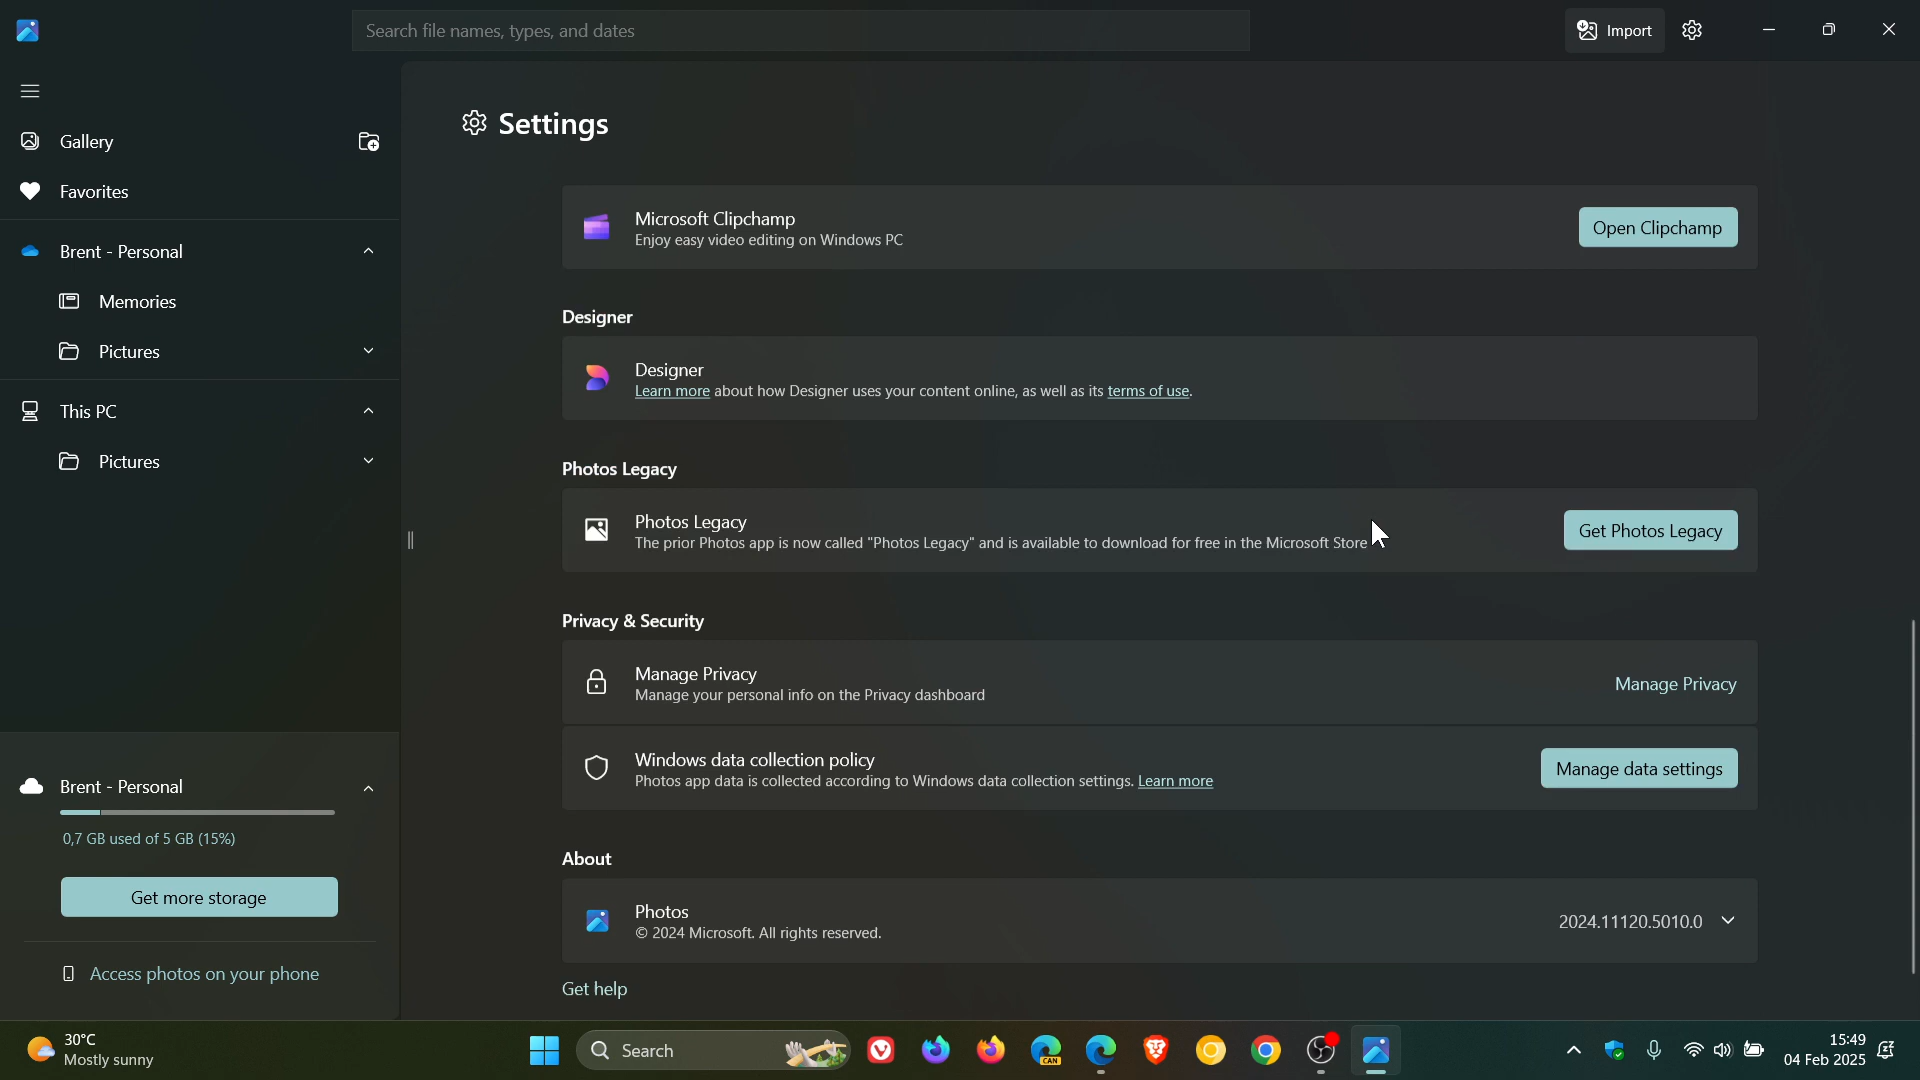 Search file names, types, and dates
Import
Gallery
Favorites
Brent - Personal
Memories
Pictures
This PC
Pictures
Brent - Personal
0,7 GB used of 5 GB (15%)
Get more storage
Access photos on your phone
Settings
Microsoft Clipchamp
Enjoy easy video editing on Windows PC
Open Clipchamp
Designer
Designer
Learn more about how Designer uses your content online, as well as its terms of use.
Photos Legacy
Photos Legacy
The prior Photos app is now called "Photos Legacy" and is available to download for free in the Microsoft Store
Get Photos Legacy
Privacy & Security
Manage Privacy
Manage your personal info on the Privacy dashboard
Manage Privacy
Windows data collection policy
Photos app data is collected according to Windows data collection settings. Learn more
Manage data settings
About
Photos
© 2024 Microsoft. All rights reserved.
2024.11120.5010.0
Get help
30°C
Mostly sunny
Search
CAN
15:49
04 Feb 2025